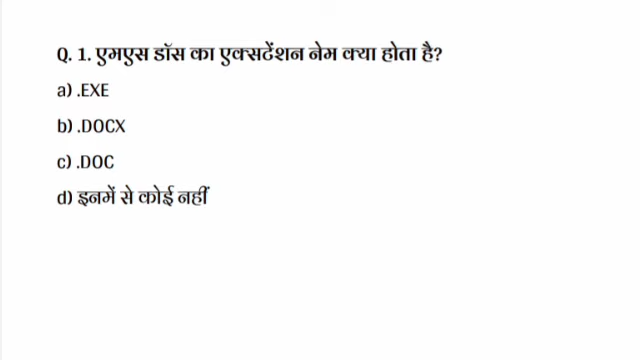 Q. 1. एमएस डॉस का एक्सटेंशन नेम क्या होता है?
a) .EXE
b) .DOCX
c) .DOC
d) इनमें से कोई नहीं